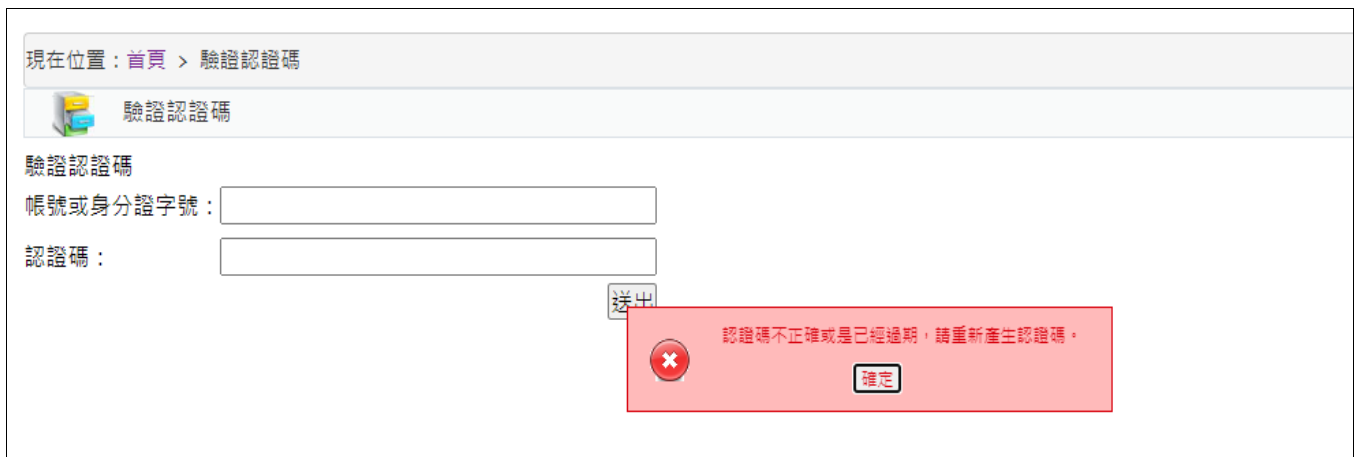 現在位置：首頁 > 驗證認證碼
驗證認證碼
驗證認證碼
帳號或身分證字號：
認證碼：
送出
認證碼不正確或是已經過期，請重新產生認證碼。
確定